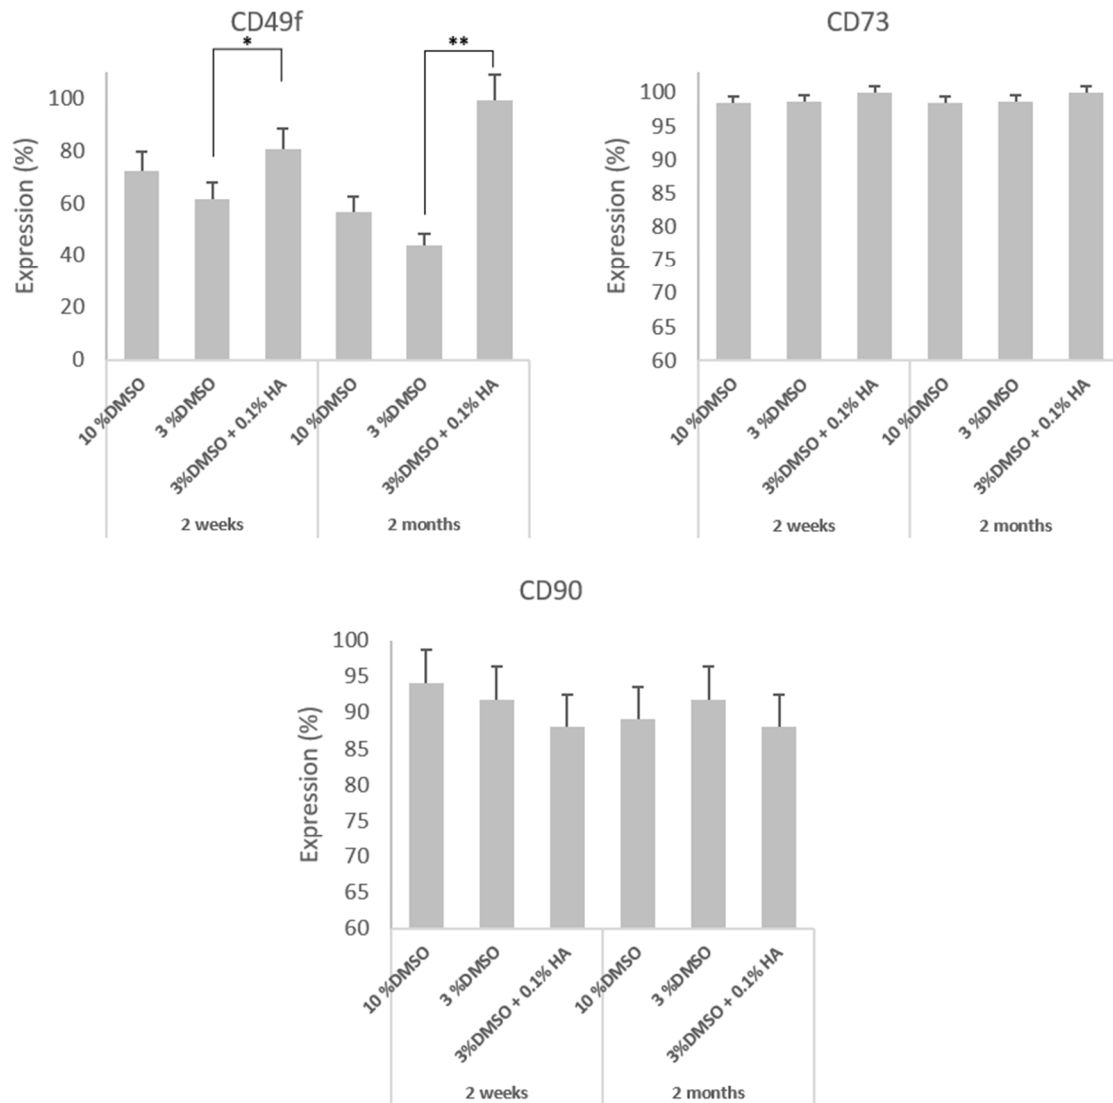 CD49f
*
**
Expression (%)
100
80
60
40
20
0
10 %DMSO
3 %DMSO
3%DMSO + 0.1% HA
10 %DMSO
3 %DMSO
3%DMSO + 0.1% HA
2 weeks
2 months
CD73
Expression (%)
100
95
90
85
80
75
70
65
60
10 %DMSO
3 %DMSO
3%DMSO + 0.1% HA
10 %DMSO
3 %DMSO
3%DMSO + 0.1% HA
2 weeks
2 months
CD90
Expression (%)
100
95
90
85
80
75
70
65
60
10 %DMSO
3 %DMSO
3%DMSO + 0.1% HA
10 %DMSO
3 %DMSO
3%DMSO + 0.1% HA
2 weeks
2 months